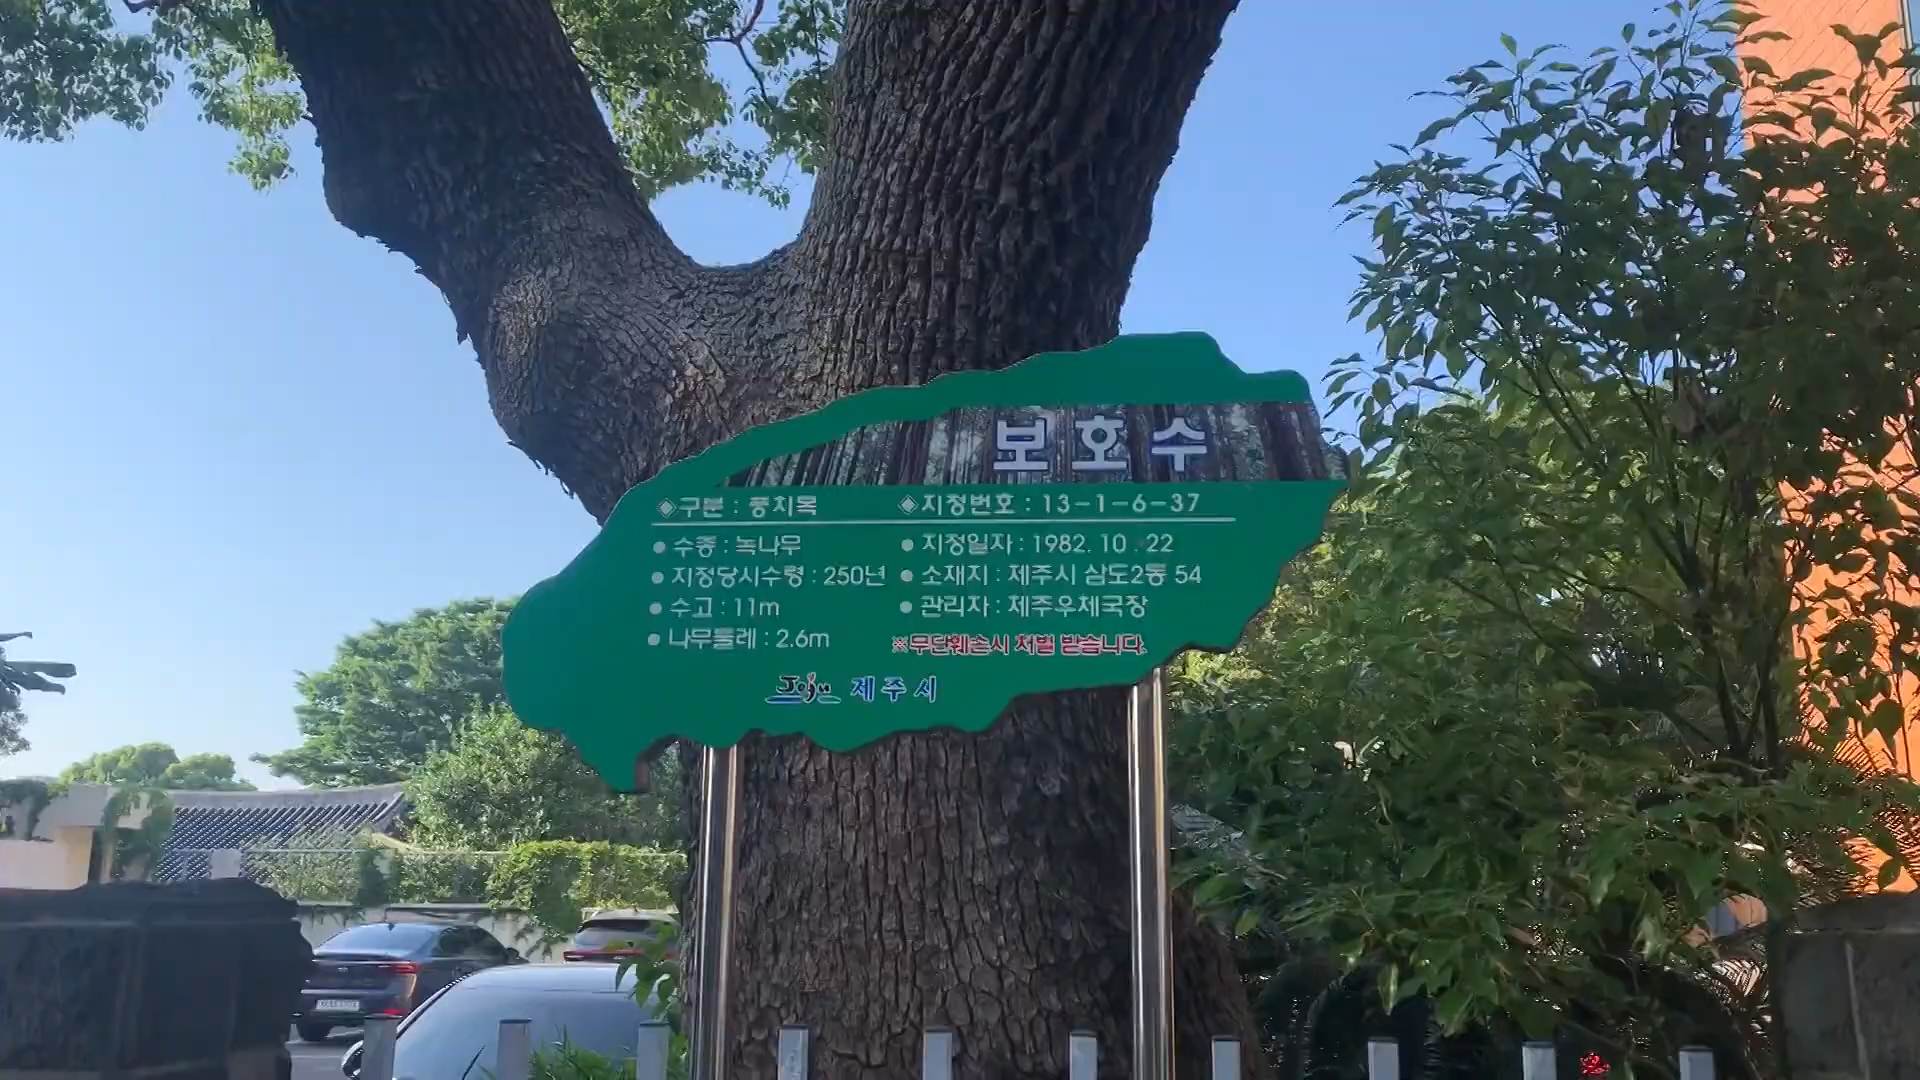 보호수
◈구분 : 풍치목 ◈지정번호 : 13-1-6-37
● 수종 : 녹나무 ● 지정일자 : 1982. 10 . 22
● 지정당시수령 : 250년 ● 소재지 : 제주시 삼도2동 54
● 수고 : 11m ● 관리자 : 제주우체국장
● 나무둘레 : 2.6m ※무단훼손시 처벌 받습니다.
Jeju 제주시